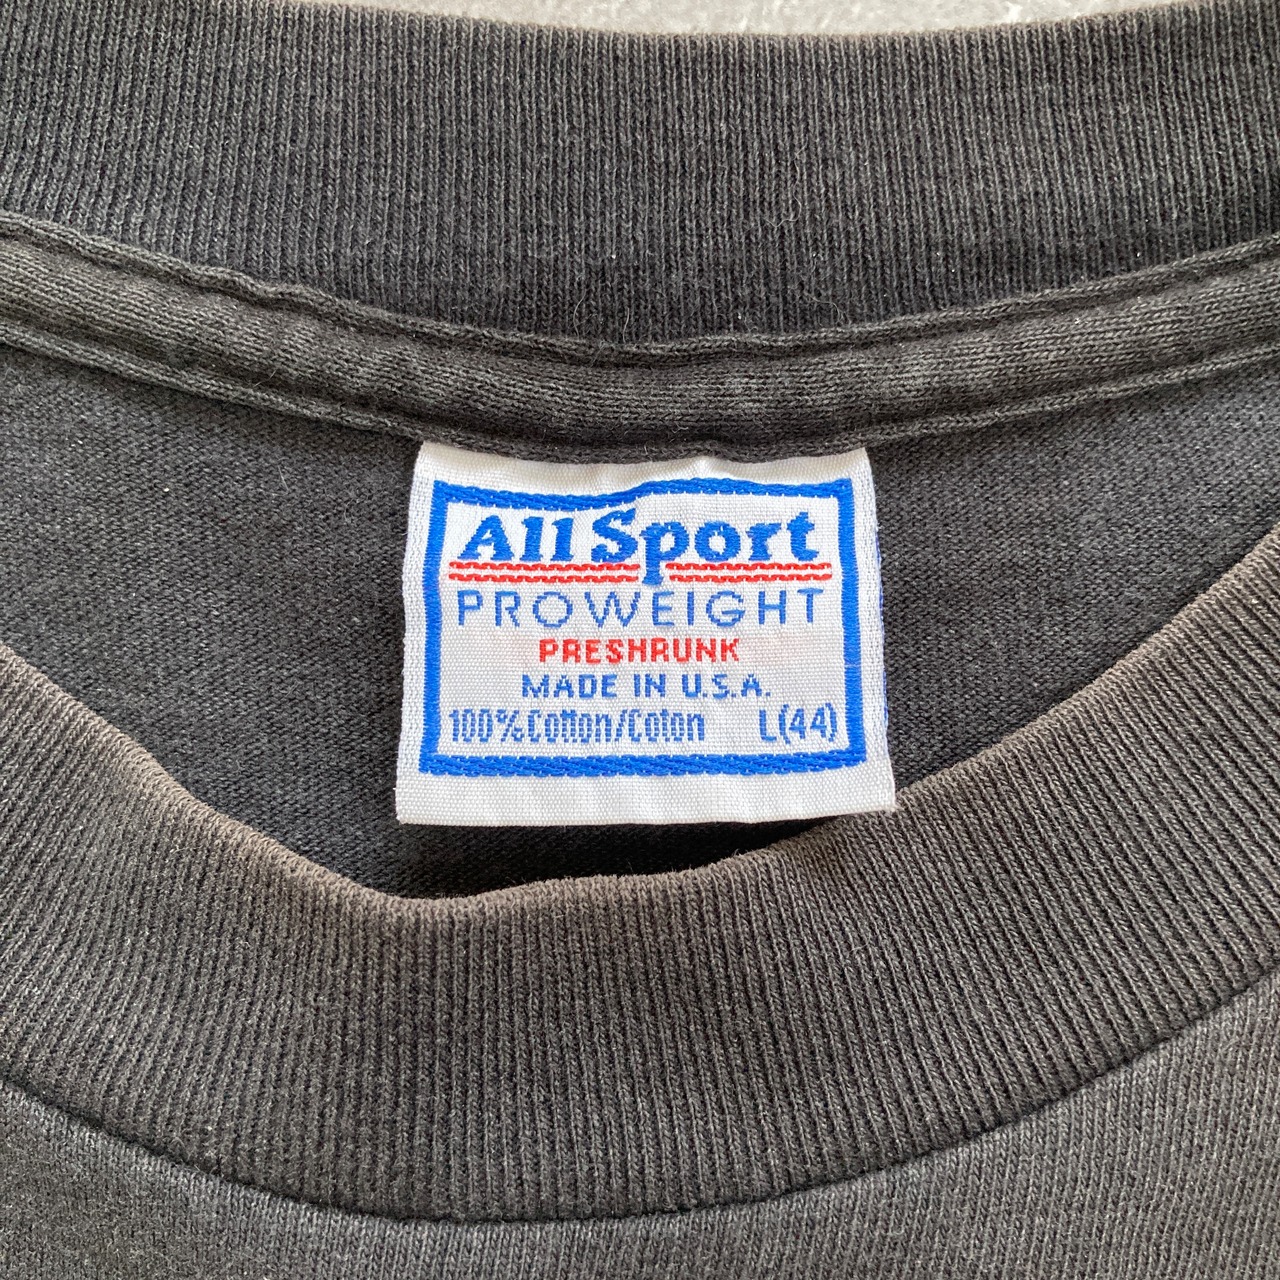 All Sport
PROWEIGHT
PRESHRUNK
MADE IN U.S.A.
100% Cotton/Coton L(44)